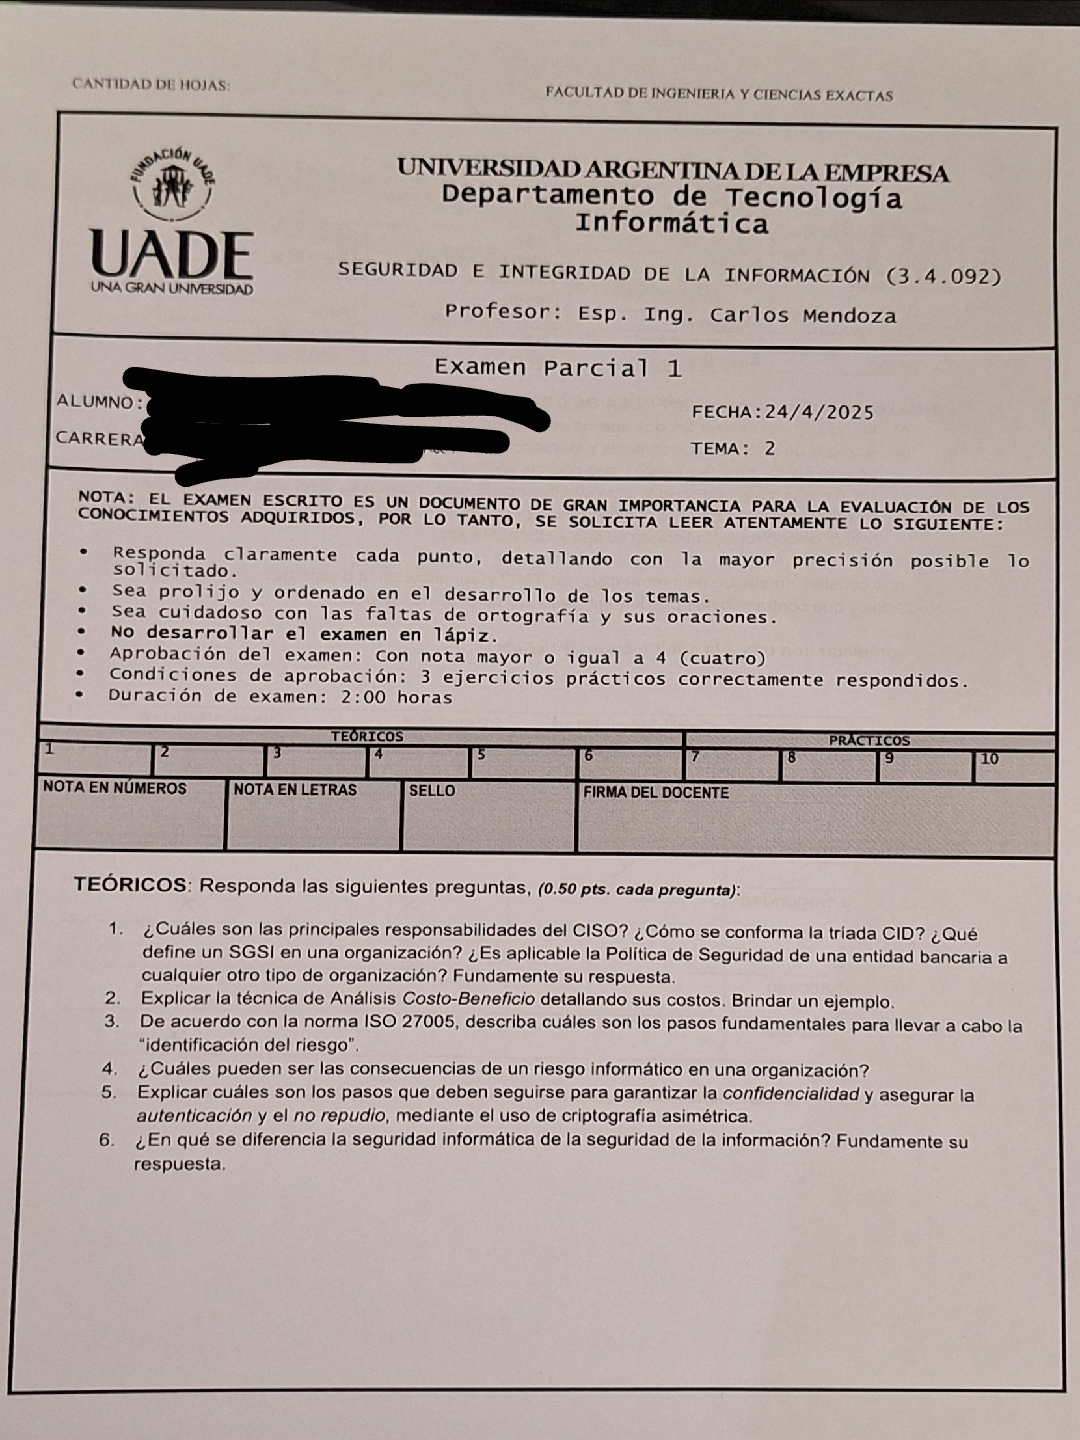 CANTIDAD DE HOJAS:
FACULTAD DE INGENIERIA Y CIENCIAS EXACTAS
FUNDACIÓN UADE
UADE
UNA GRAN UNIVERSIDAD
UNIVERSIDAD ARGENTINA DE LA EMPRESA
Departamento de Tecnología
Informática
SEGURIDAD E INTEGRIDAD DE LA INFORMACIÓN (3.4.092)
Profesor: Esp. Ing. Carlos Mendoza
Examen Parcial 1
ALUMNO:
FECHA:24/4/2025
CARRERA
TEMA: 2
NOTA: EL EXAMEN ESCRITO ES UN DOCUMENTO DE GRAN IMPORTANCIA PARA LA EVALUACIÓN DE LOS
CONOCIMIENTOS ADQUIRIDOS, POR LO TANTO, SE SOLICITA LEER ATENTAMENTE LO SIGUIENTE:
• Responda claramente cada punto, detallando con la mayor precisión posible lo
solicitado.
• Sea prolijo y ordenado en el desarrollo de los temas.
• Sea cuidadoso con las faltas de ortografía y sus oraciones.
• No desarrollar el examen en lápiz.
• Aprobación del examen: Con nota mayor o igual a 4 (cuatro)
• Condiciones de aprobación: 3 ejercicios prácticos correctamente respondidos.
• Duración de examen: 2:00 horas
TEÓRICOS PRÁCTICOS
1 2 3 4 5 6 7 8 9 10
NOTA EN NÚMEROS NOTA EN LETRAS SELLO FIRMA DEL DOCENTE
TEÓRICOS: Responda las siguientes preguntas, (0.50 pts. cada pregunta):
1. ¿Cuáles son las principales responsabilidades del CISO? ¿Cómo se conforma la tríada CID? ¿Qué
define un SGSI en una organización? ¿Es aplicable la Política de Seguridad de una entidad bancaria a
cualquier otro tipo de organización? Fundamente su respuesta.
2. Explicar la técnica de Análisis Costo-Beneficio detallando sus costos. Brindar un ejemplo.
3. De acuerdo con la norma ISO 27005, describa cuáles son los pasos fundamentales para llevar a cabo la
“identificación del riesgo”.
4. ¿Cuáles pueden ser las consecuencias de un riesgo informático en una organización?
5. Explicar cuáles son los pasos que deben seguirse para garantizar la confidencialidad y asegurar la
autenticación y el no repudio, mediante el uso de criptografía asimétrica.
6. ¿En qué se diferencia la seguridad informática de la seguridad de la información? Fundamente su
respuesta.